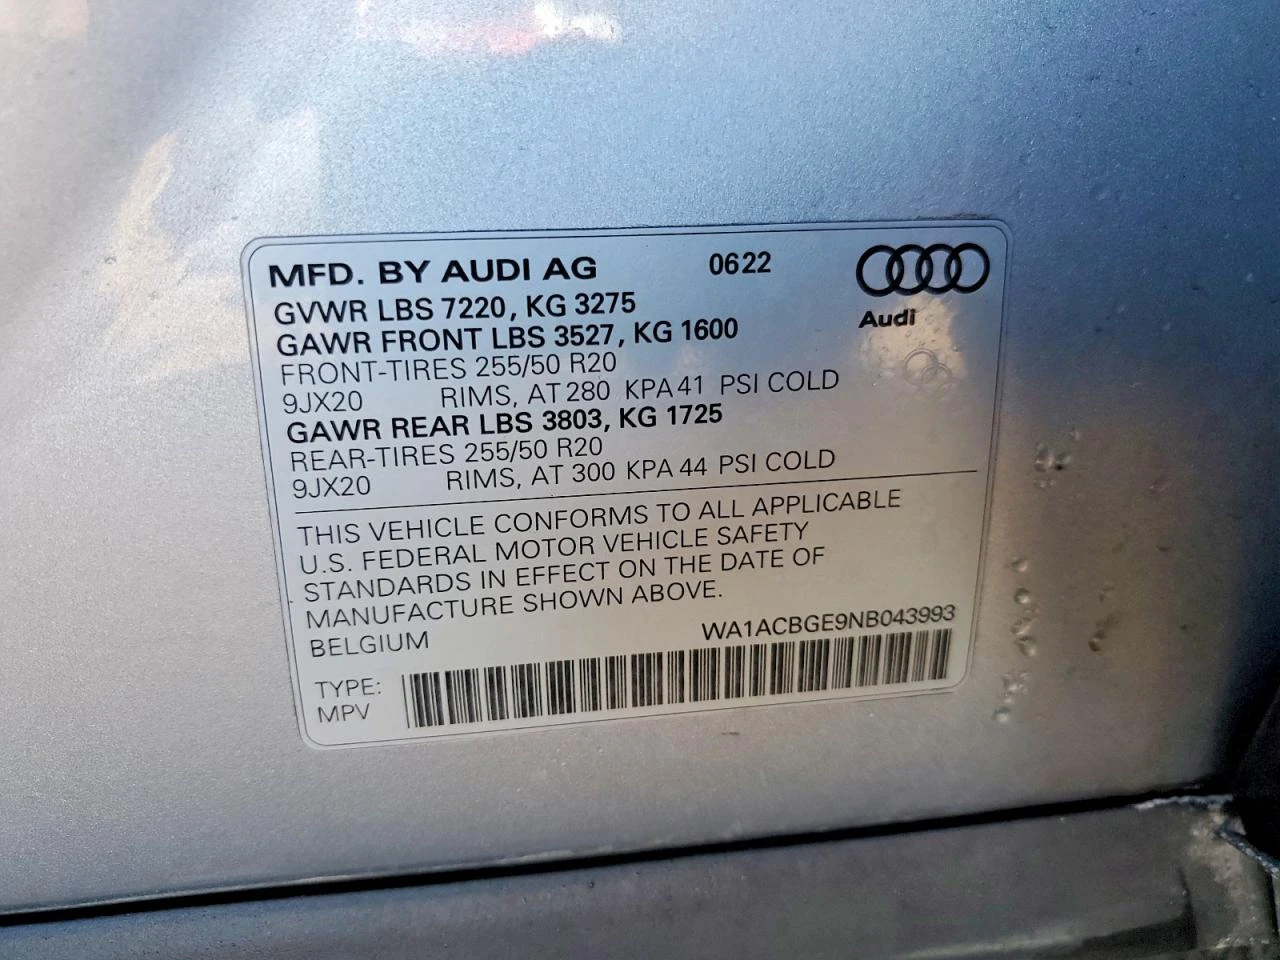 MFD. BY AUDI AG 0622
Audi
GVWR LBS 7220, KG 3275
GAWR FRONT LBS 3527, KG 1600
FRONT-TIRES 255/50 R20
9JX20 RIMS, AT 280 KPA 41 PSI COLD
GAWR REAR LBS 3803, KG 1725
REAR-TIRES 255/50 R20
9JX20 RIMS, AT 300 KPA 44 PSI COLD
THIS VEHICLE CONFORMS TO ALL APPLICABLE
U.S. FEDERAL MOTOR VEHICLE SAFETY
STANDARDS IN EFFECT ON THE DATE OF
MANUFACTURE SHOWN ABOVE.
BELGIUM WA1ACBGE9NB043993
TYPE:
MPV